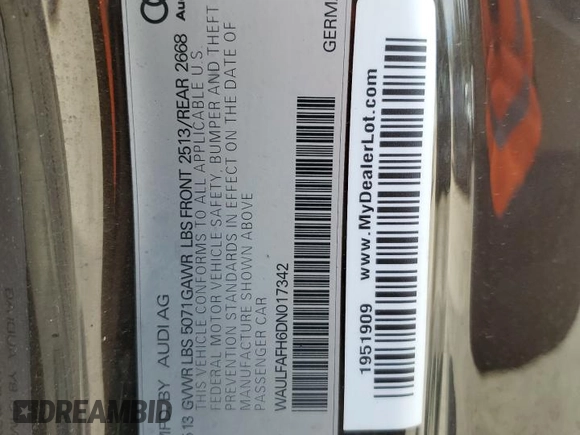 MFD BY AUDI AG
13 GVWR LBS 5071 GAWR LBS FRONT 2513/REAR 2668
THIS VEHICLE CONFORMS TO ALL APPLICABLE U.S
FEDERAL MOTOR VEHICLE SAFETY, BUMPER AND THEFT
PREVENTION STANDARDS IN EFFECT ON THE DATE OF
MANUFACTURE SHOWN ABOVE
PASSENGER CAR
WAULFAFH6DN017342
GERMA
1951909 www.MyDealerLot.com
DREAMBID